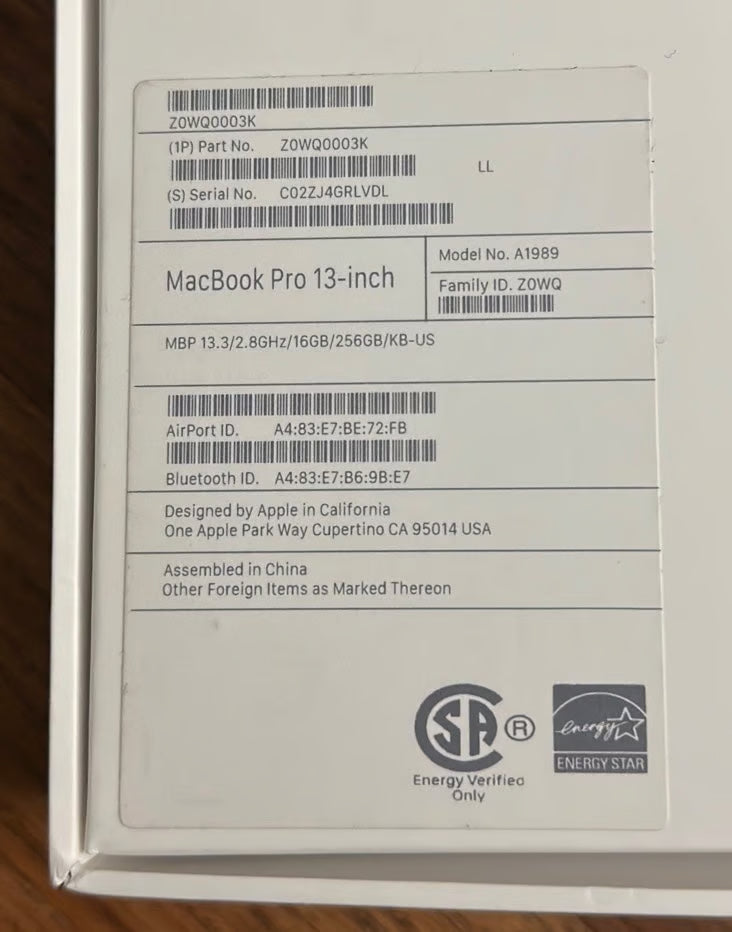 Z0WQ0003K
(1P) Part No. Z0WQ0003K
LL
(S) Serial No. C02ZJ4GRLVDL
MacBook Pro 13-inch
Model No. A1989
Family ID. Z0WQ
MBP 13.3/2.8GHz/16GB/256GB/KB-US
AirPort ID. A4:83:E7:BE:72:FB
Bluetooth ID. A4:83:E7:B6:9B:E7
Designed by Apple in California
One Apple Park Way Cupertino CA 95014 USA
Assembled in China
Other Foreign Items as Marked Thereon
SA ®
Energy Verified
Only
energy
ENERGY STAR